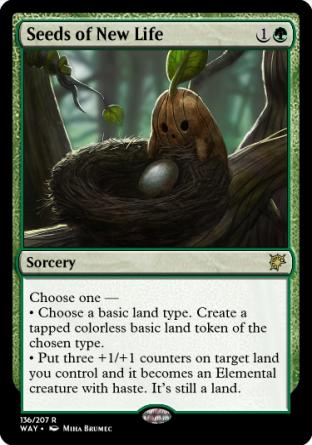 Seeds of New Life 1
Sorcery
Choose one —
• Choose a basic land type. Create a
tapped colorless basic land token of the
chosen type.
• Put three +1/+1 counters on target land
you control and it becomes an Elemental
creature with haste. It's still a land.
136/207 R
WAY • Miha Brumec